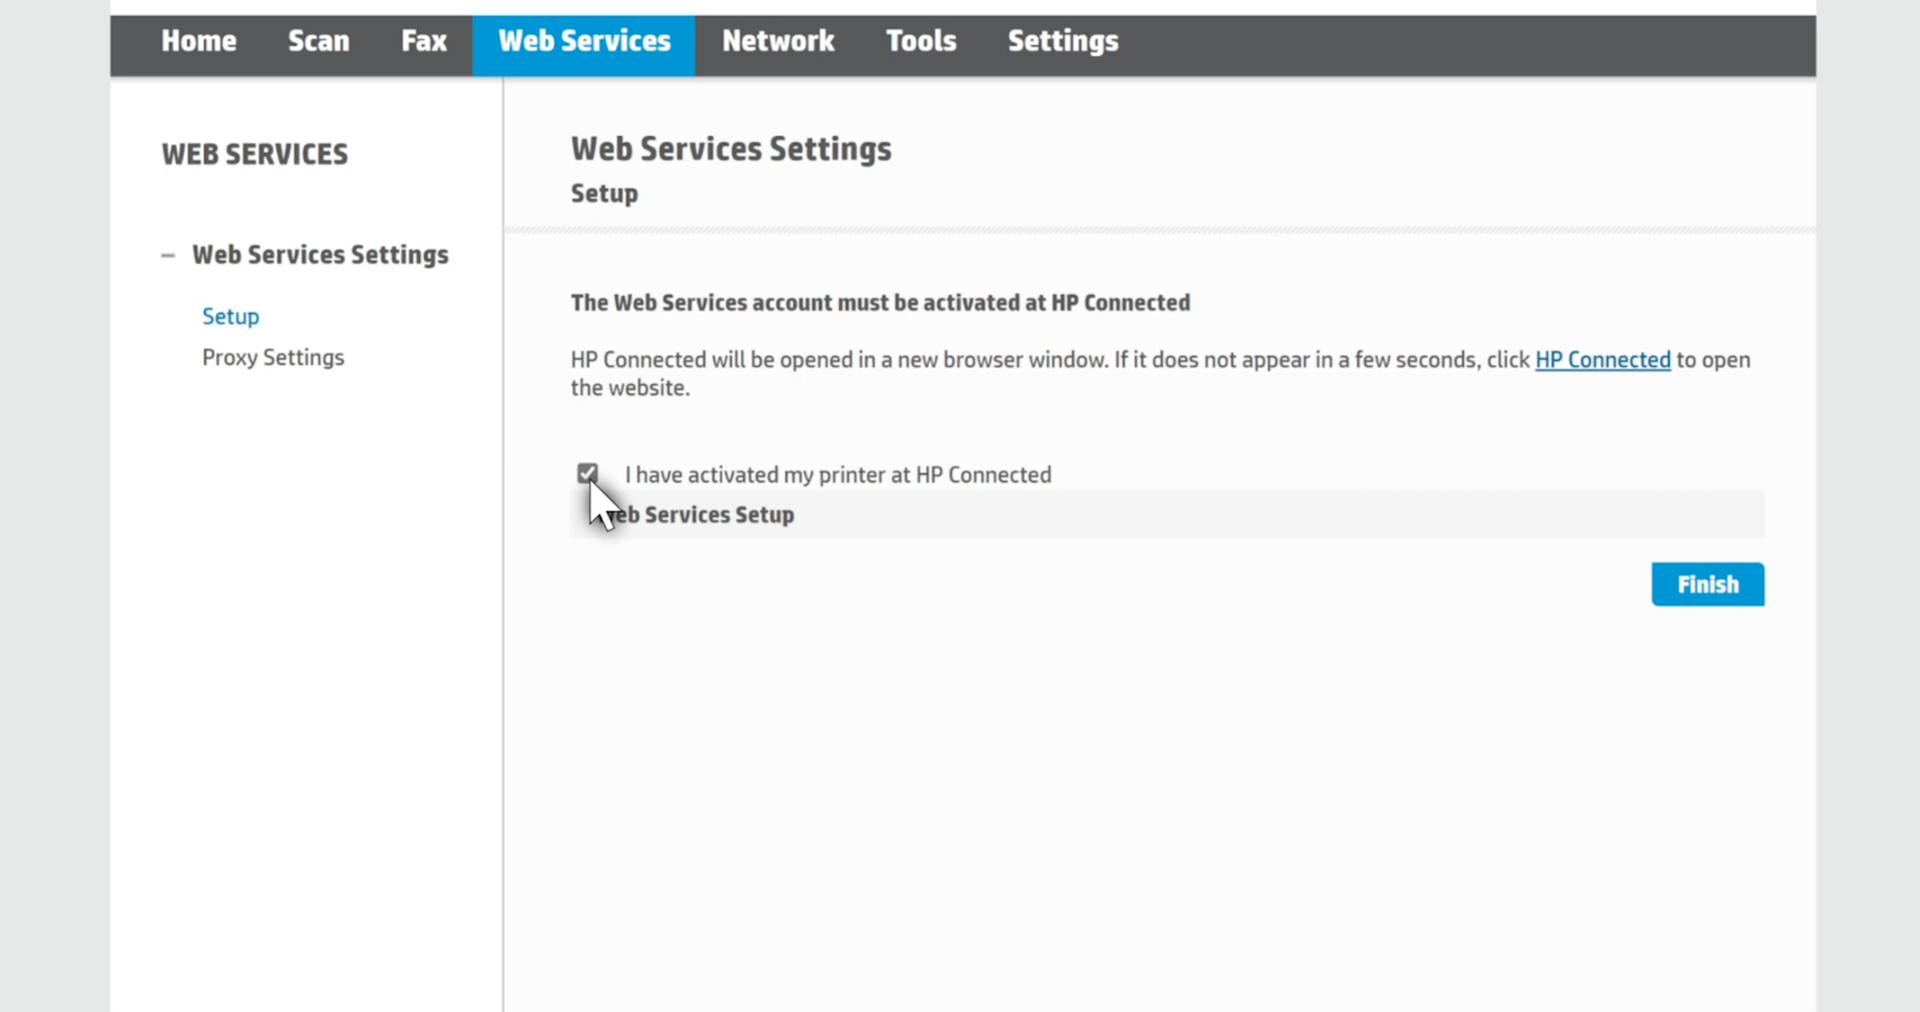 Home Scan Fax Web Services Network Tools Settings
WEB SERVICES
Web Services Settings
Setup
Proxy Settings
Web Services Settings
Setup
The Web Services account must be activated at HP Connected
HP Connected will be opened in a new browser window. If it does not appear in a few seconds, click HP Connected to open
the website.
I have activated my printer at HP Connected
Web Services Setup
Finish